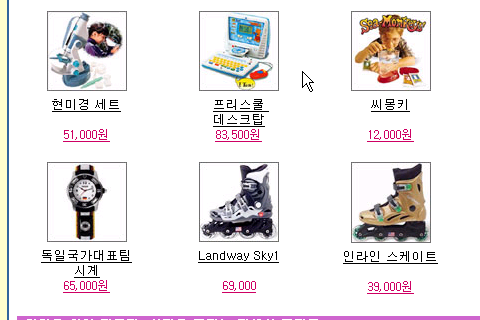 Sea-Monkeys
현미경 세트
프리스쿨
데스크탑
씨몽키
51,000원
83,500원
12,000원
독일국가대표팀
시계
Landway Sky1
인라인 스케이트
65,000원
69,000
39,000원